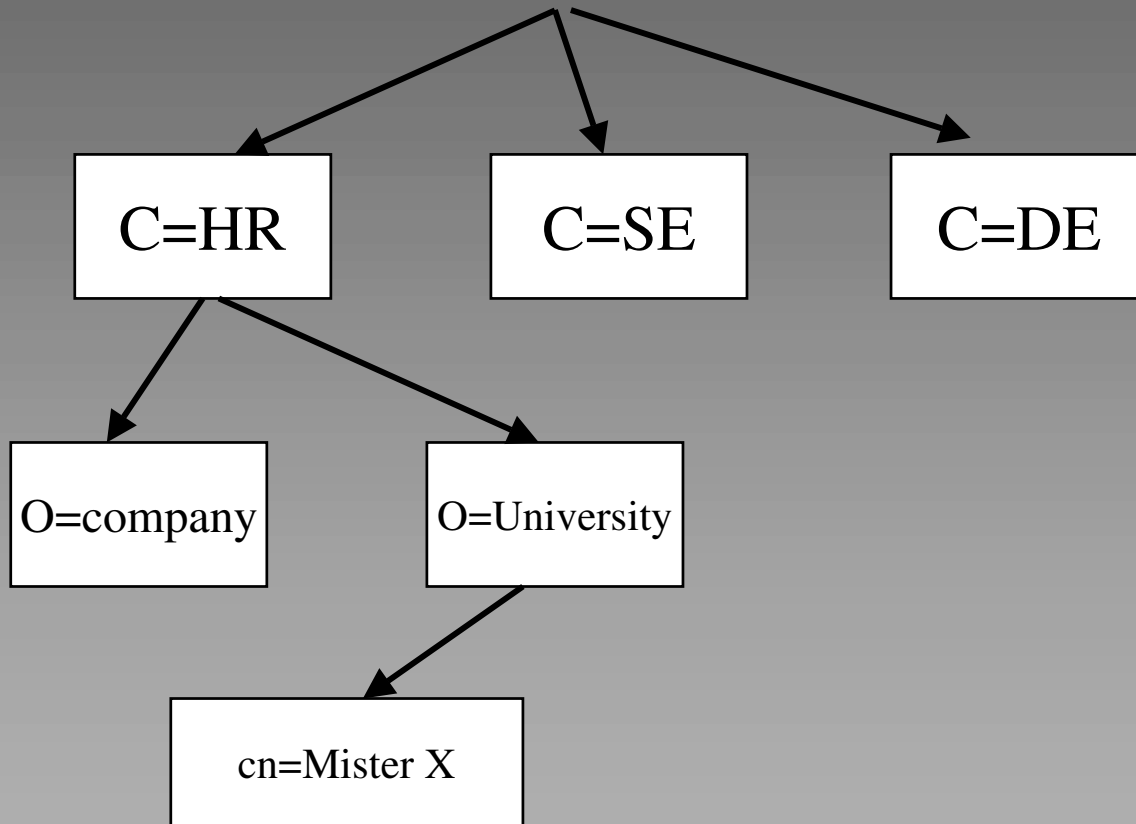 C=HR
C=SE
C=DE
O=company
O=University
cn=Mister X